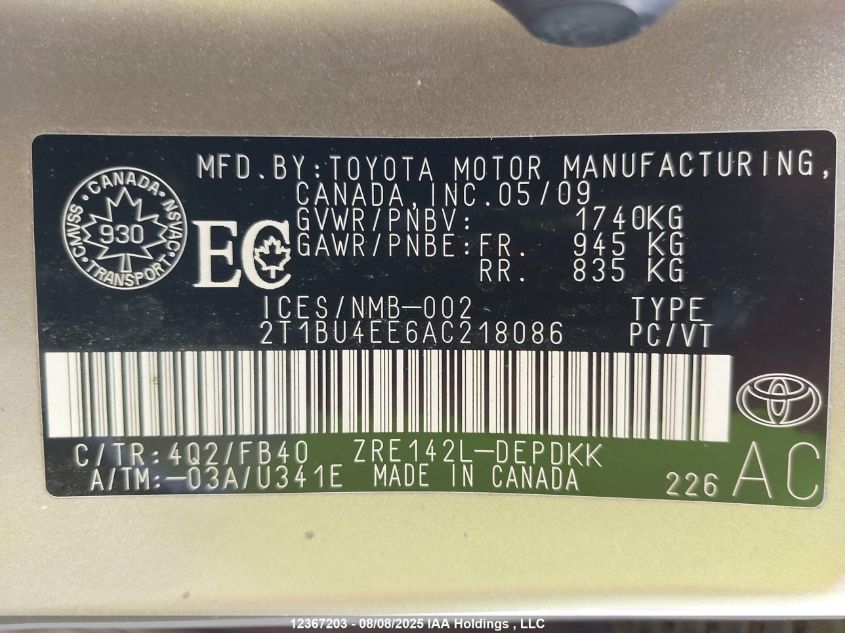 MFD.BY:TOYOTA MOTOR MANUFACTURING,
CANADA,INC.05/09
GVWR/PNBV: 1740KG
GAWR/PNBE:FR. 945 KG
RR. 835 KG
CANADA
CMVSS 930 NSVAC
TRANSPORT
EC
ICES/NMB-002 TYPE
2T1BU4EE6AC218086 PC/VT
C/TR:4Q2/FB40 ZRE142L-DEPDKK
A/TM:-03A/U341E MADE IN CANADA
226 AC
12367203 - 08/08/2025 IAA Holdings , LLC